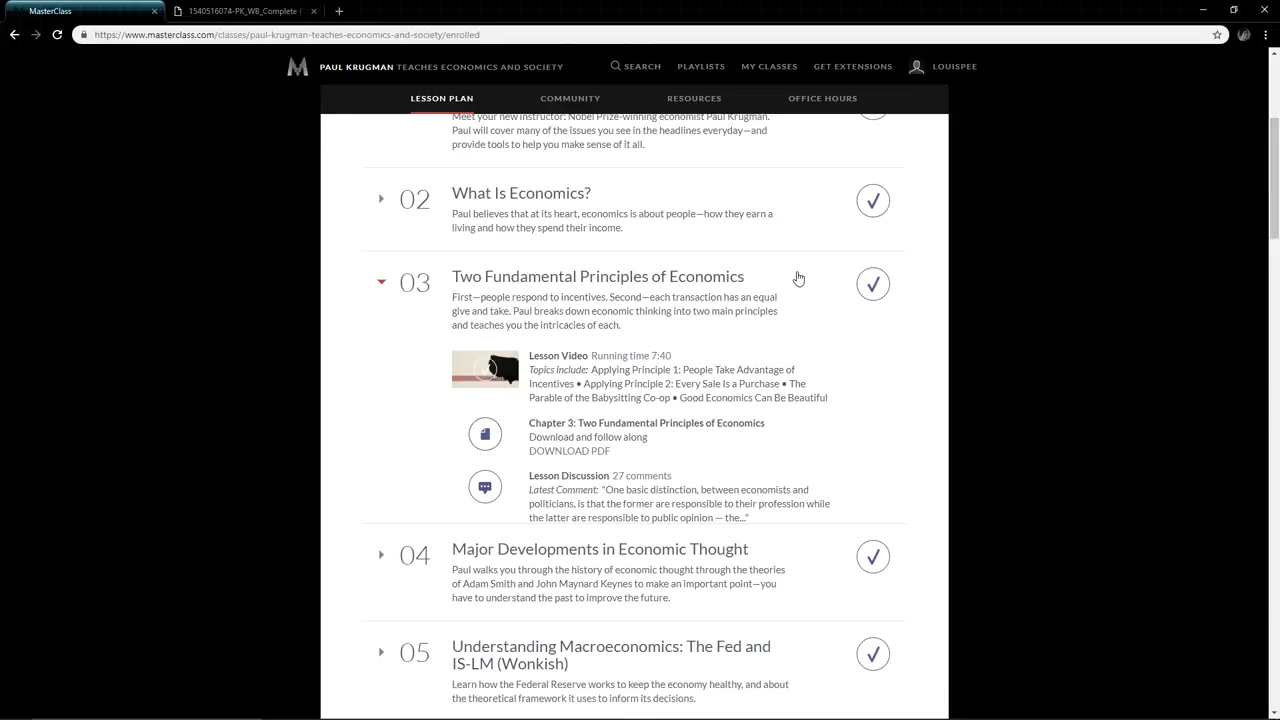 MasterClass
1540516074-PK_WB_Complete
https://www.masterclass.com/classes/paul-krugman-teaches-economics-and-society/enrolled
PAUL KRUGMAN TEACHES ECONOMICS AND SOCIETY
SEARCH
PLAYLISTS
MY CLASSES
GET EXTENSIONS
LOUISPEE
LESSON PLAN
COMMUNITY
RESOURCES
OFFICE HOURS
Meet your new instructor: Nobel Prize-winning economist Paul Krugman.
Paul will cover many of the issues you see in the headlines everyday—and
provide tools to help you make sense of it all.
02
What Is Economics?
Paul believes that at its heart, economics is about people—how they earn a
living and how they spend their income.
03
Two Fundamental Principles of Economics
First—people respond to incentives. Second—each transaction has an equal
give and take. Paul breaks down economic thinking into two main principles
and teaches you the intricacies of each.
Lesson Video Running time 7:40
Topics include: Applying Principle 1: People Take Advantage of
Incentives • Applying Principle 2: Every Sale Is a Purchase • The
Parable of the Babysitting Co-op • Good Economics Can Be Beautiful
Chapter 3: Two Fundamental Principles of Economics
Download and follow along
DOWNLOAD PDF
Lesson Discussion 27 comments
Latest Comment: "One basic distinction, between economists and
politicians, is that the former are responsible to their profession while
the latter are responsible to public opinion — the..."
04
Major Developments in Economic Thought
Paul walks you through the history of economic thought through the theories
of Adam Smith and John Maynard Keynes to make an important point—you
have to understand the past to improve the future.
05
Understanding Macroeconomics: The Fed and
IS-LM (Wonkish)
Learn how the Federal Reserve works to keep the economy healthy, and about
the theoretical framework it uses to inform its decisions.